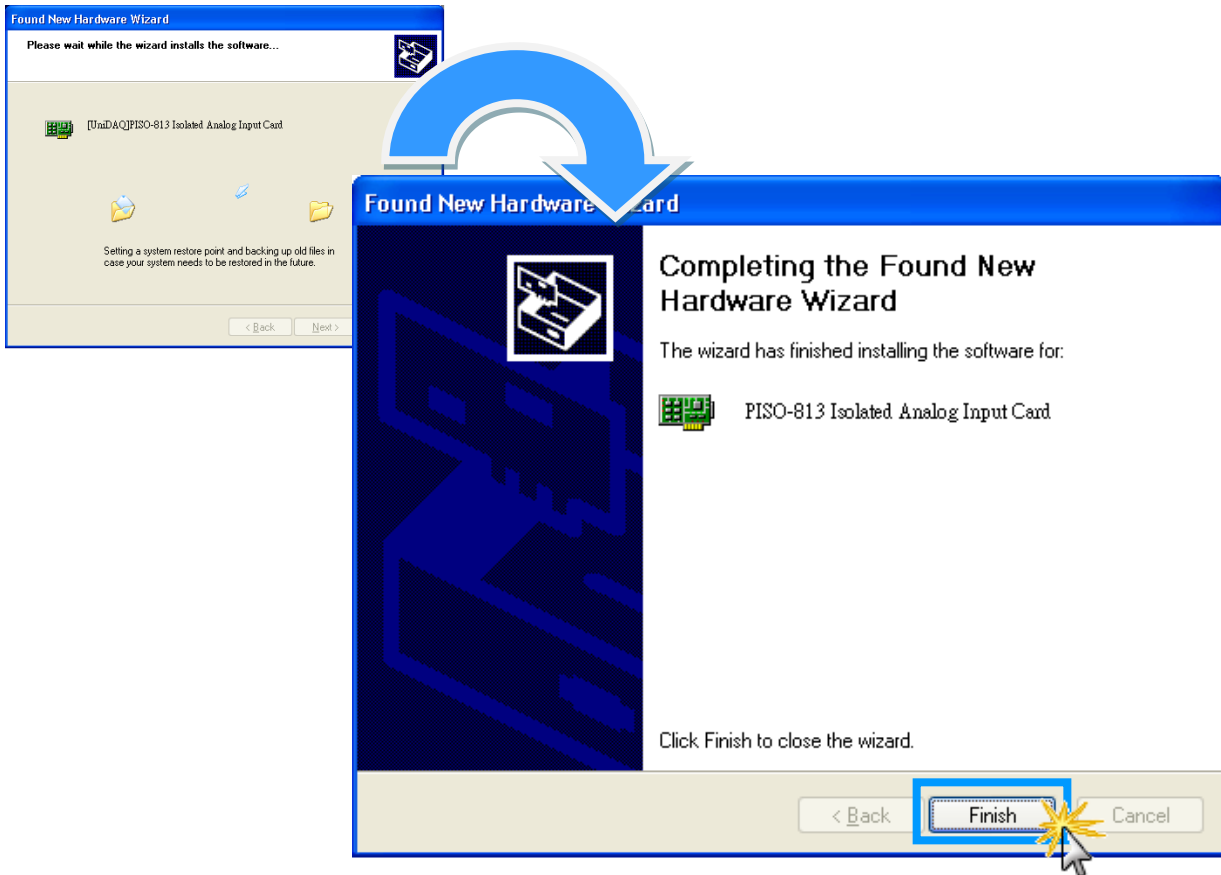 Found New Hardware Wizard
Please wait while the wizard installs the software...
[UniDAQ]PISO-813 Isolated Analog Input Card
Setting a system restore point and backing up old files in
case your system needs to be restored in the future.
< Back Next >
Found New Hardware
Completing the Found New
Hardware Wizard
The wizard has finished installing the software for:
PISO-813 Isolated Analog Input Card
Click Finish to close the wizard.
< Back Finish Cancel